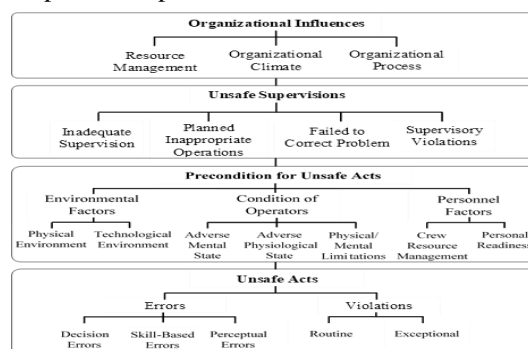 Organizational Influences
Resource Management
Organizational Climate
Organizational Process
Unsafe Supervisions
Inadequate Supervision
Planned Inappropriate Operations
Failed to Correct Problem
Supervisory Violations
Precondition for Unsafe Acts
Environmental Factors
Condition of Operators
Personnel Factors
Physical Environment
Technological Environment
Adverse Mental State
Adverse Physiological State
Physical/ Mental Limitations
Crew Resource Management
Personal Readiness
Unsafe Acts
Errors
Violations
Decision Errors
Skill-Based Errors
Perceptual Errors
Routine
Exceptional